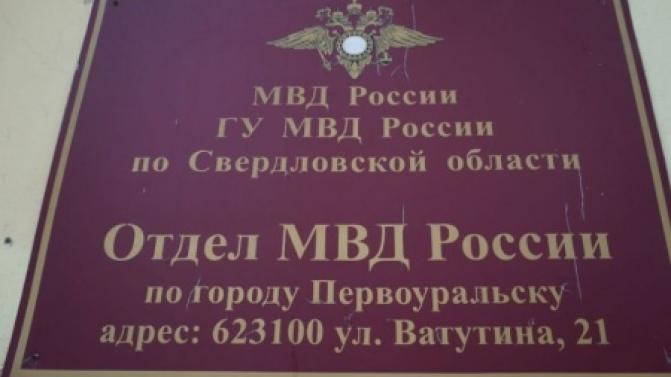 МВД России
ГУ МВД России
по Свердловской области
Отдел МВД России
по городу Первоуральску
адрес: 623100 ул. Ватутина, 21